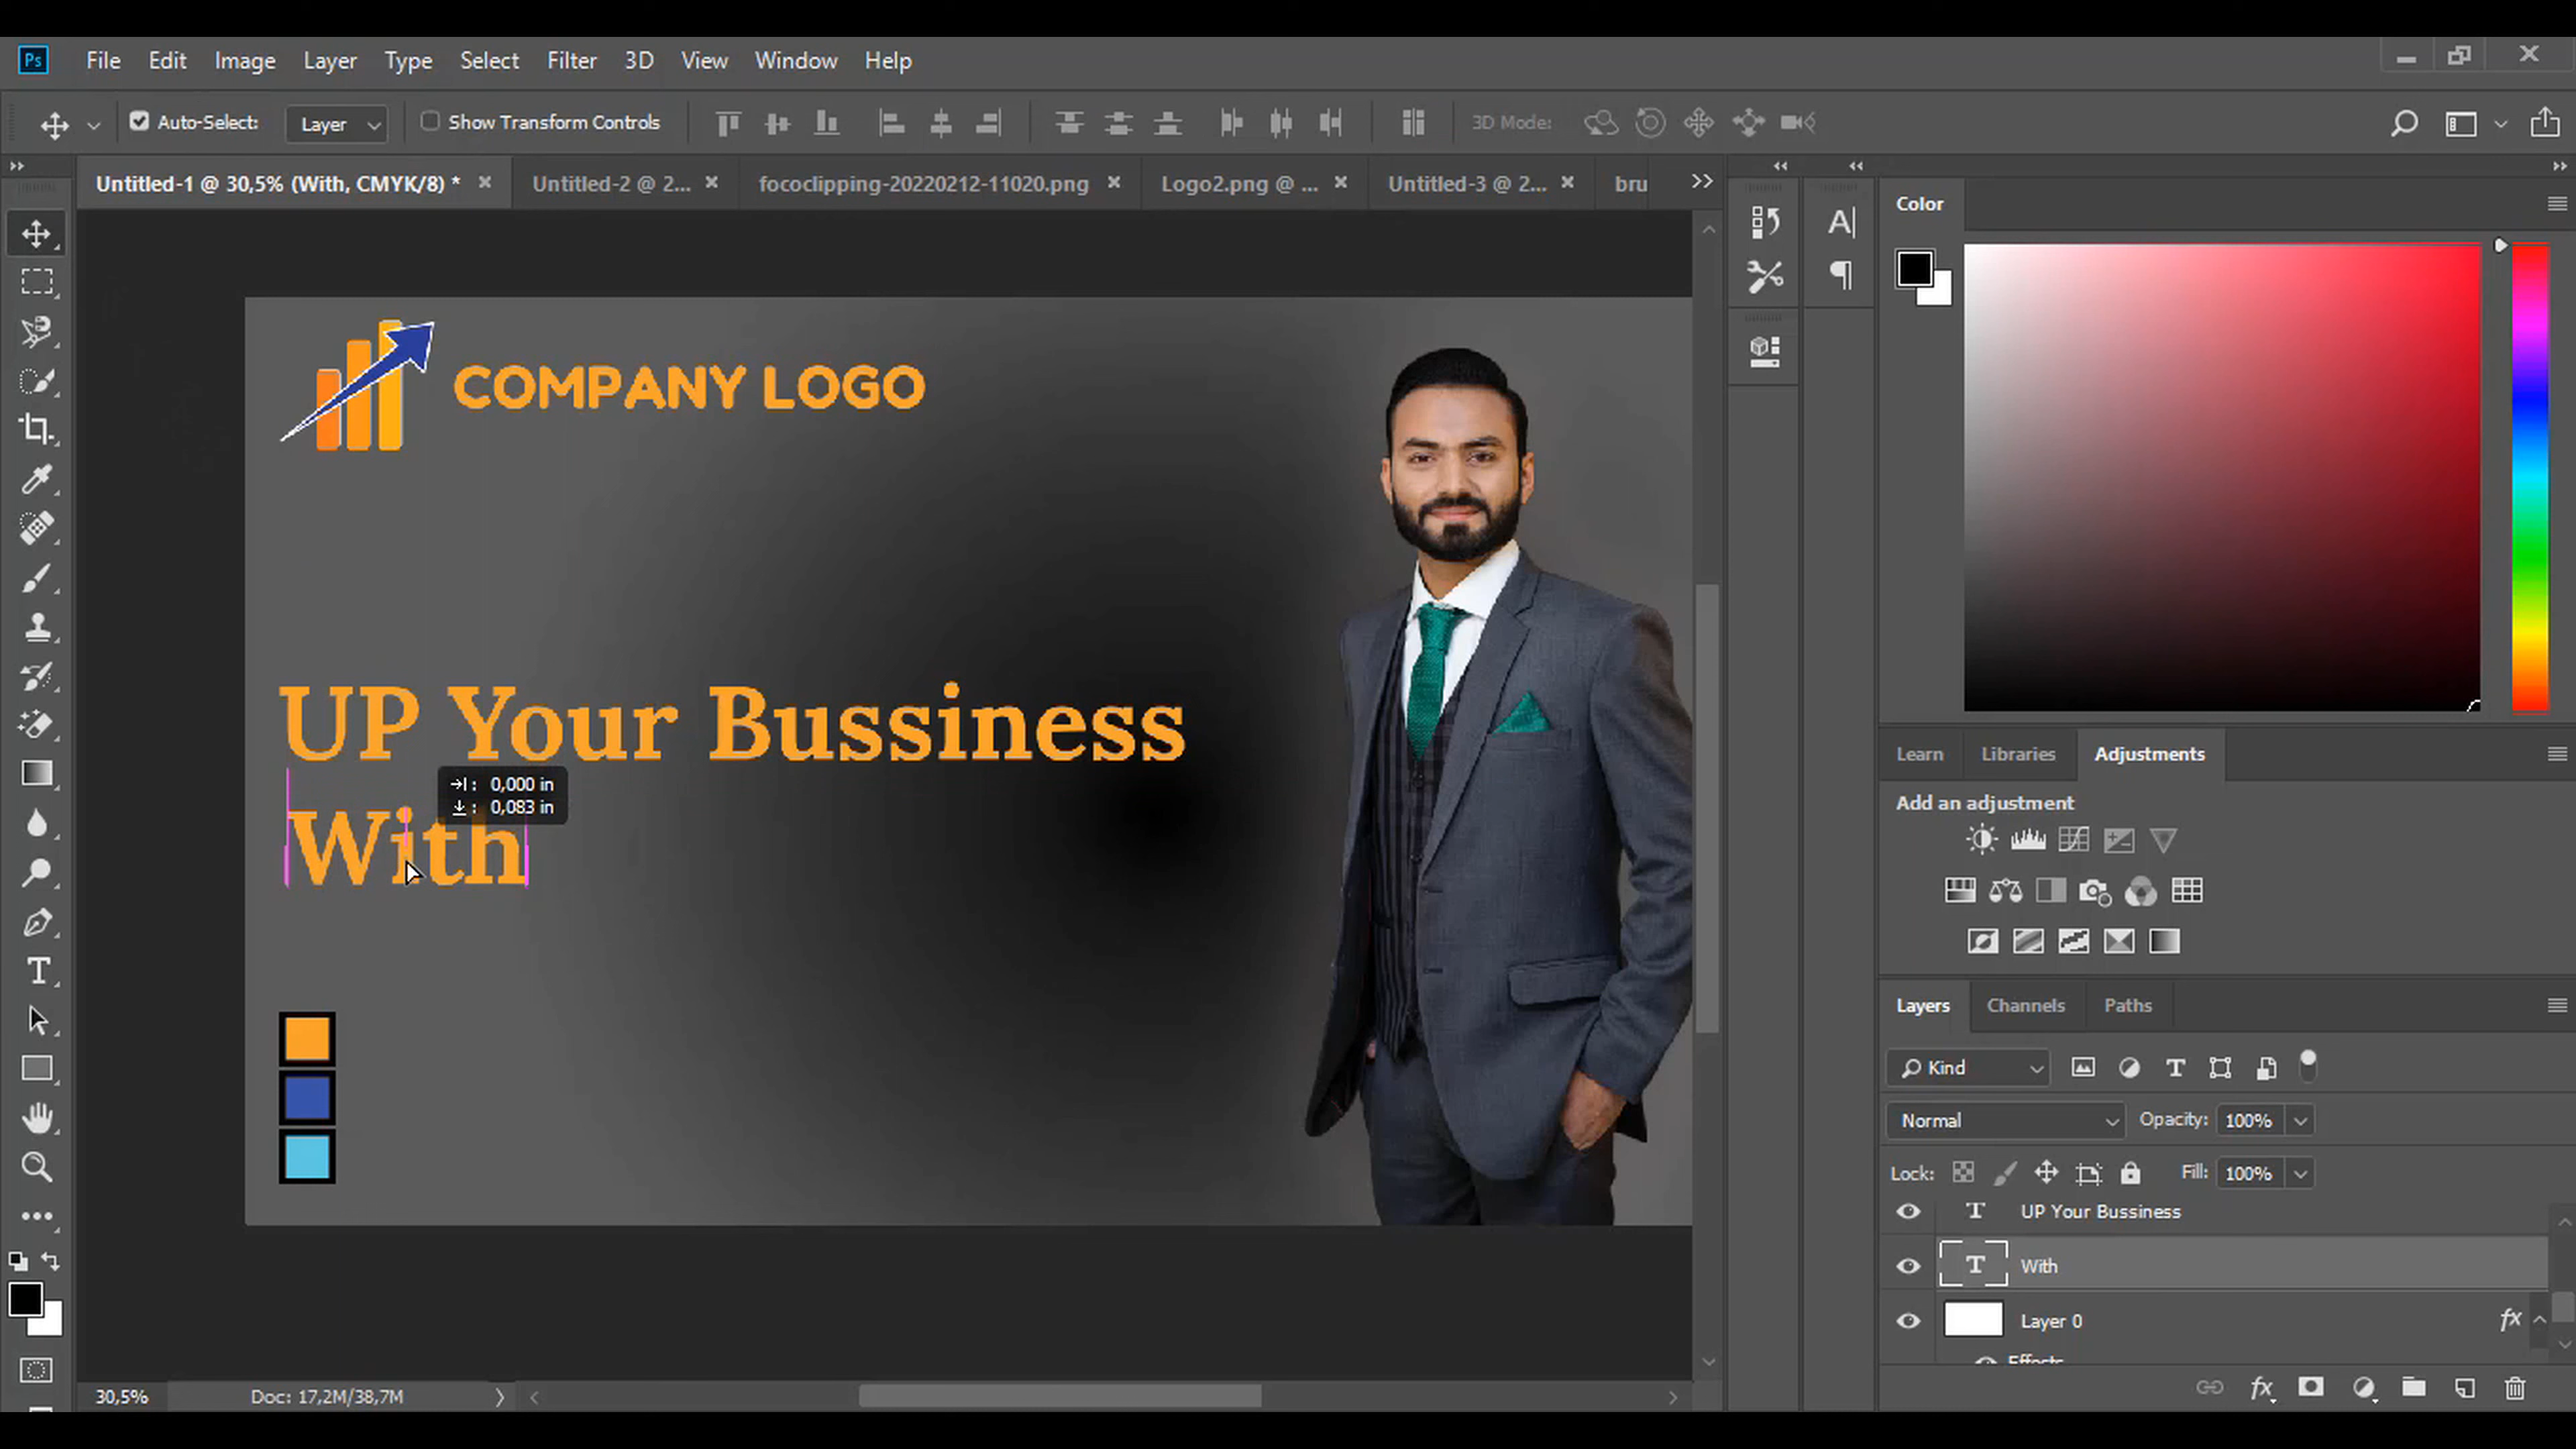 Ps File Edit Image Layer Type Select Filter 3D View Window Help
Auto-Select: Layer Show Transform Controls 3D Mode:
Untitled-1 @ 30,5% (With, CMYK/8) * Untitled-2 @ 2... fococlipping-20220212-11020.png Logo2.png @ ... Untitled-3 @ 2... bru
COMPANY LOGO
UP Your Bussiness
0,000 in
0,083 in
With
30,5% Doc: 17,2M/38,7M
Color
Learn Libraries Adjustments
Add an adjustment
Layers Channels Paths
Kind
Normal Opacity: 100%
Lock: Fill: 100%
UP Your Bussiness
With
Layer 0 fx
Effects
fx